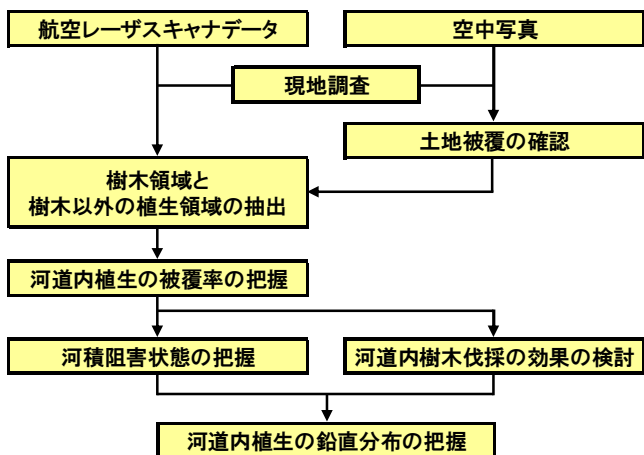 航空レーザスキャナデータ
空中写真
現地調査
土地被覆の確認
樹木領域と
樹木以外の植生領域の抽出
河道内植生の被覆率の把握
河積阻害状態の把握
河道内樹木伐採の効果の検討
河道内植生の鉛直分布の把握